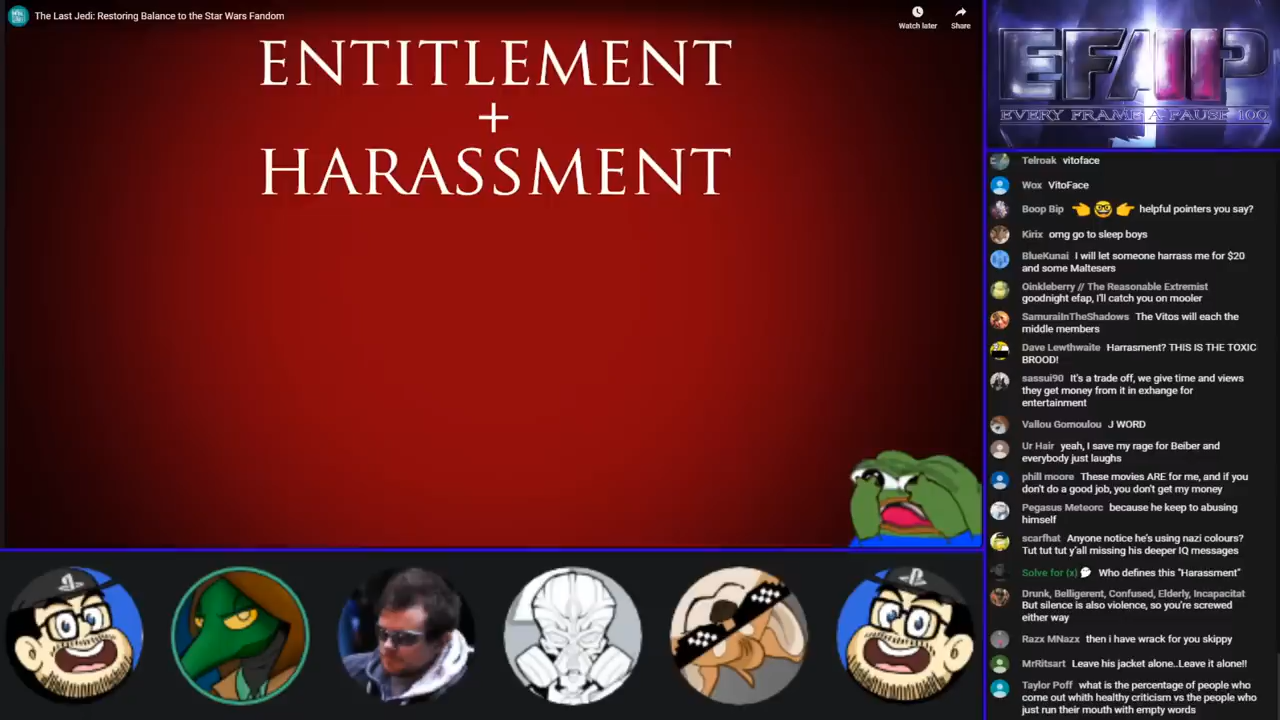 The Last Jedi: Restoring Balance to the Star Wars Fandom
Watch later
Share
ENTITLEMENT
+
HARASSMENT
EFAP
EVERY FRAME A PAUSE 100
Telroak vitoface
Wox VitoFace
Boop Bip 👈🤓👉 helpful pointers you say?
Kirix omg go to sleep boys
BlueKunai I will let someone harrass me for $20
and some Maltesers
Oinkleberry // The Reasonable Extremist
goodnight efap, I'll catch you on mooler
SamuraiInTheShadows The Vitos will each the
middle members
Dave Lewthwaite Harrasment? THIS IS THE TOXIC
BROOD!
sassui90 It's a trade off, we give time and views
they get money from it in exhange for
entertainment
Vallou Gomoulou J WORD
Ur Hair yeah, I save my rage for Beiber and
everybody just laughs
phill moore These movies ARE for me, and if you
don't do a good job, you don't get my money
Pegasus Meteorc because he keep to abusing
himself
scarfhat Anyone notice he's using nazi colours?
Tut tut tut y'all missing his deeper IQ messages
Solve for (x) Who defines this "Harassment"
Drunk, Belligerent, Confused, Elderly, Incapacitat
But silence is also violence, so you're screwed
either way
Razx MNazx then i have wrack for you skippy
MrRitsart Leave his jacket alone..Leave it alone!!
Taylor Poff what is the percentage of people who
come out whith healthy criticism vs the people who
just run their mouth with empty words